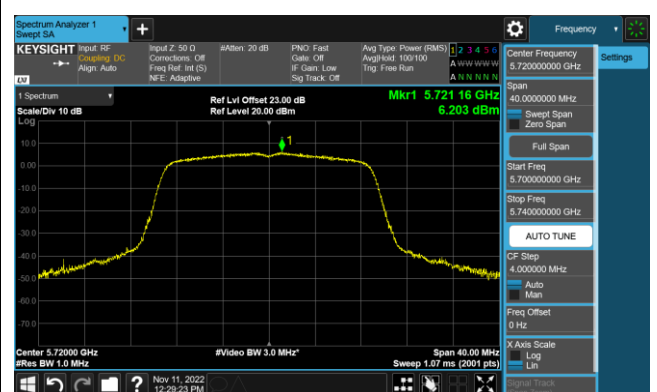 Spectrum Analyzer 1
Swept SA
+
Frequency
KEYSIGHT
Input: RF
Coupling: DC
Align: Auto
Input Z: 50 Ω
Corrections: Off
Freq Ref: Int (S)
NFE: Adaptive
#Atten: 20 dB
PNO: Fast
Gate: Off
IF Gain: Low
Sig Track: Off
Avg Type: Power (RMS)
Avg|Hold: 100/100
Trig: Free Run
1 2 3 4 5 6
A W W W W W
A N N N N N
LXI
1 Spectrum
Scale/Div 10 dB
Ref Lvl Offset 23.00 dB
Ref Level 20.00 dBm
Mkr1 5.721 16 GHz
6.203 dBm
Log
10.0
0.00
-10.0
-20.0
-30.0
-40.0
-50.0
-60.0
-70.0
1
Center 5.72000 GHz
#Res BW 1.0 MHz
#Video BW 3.0 MHz*
Span 40.00 MHz
Sweep 1.07 ms (2001 pts)
Center Frequency
5.720000000 GHz
Settings
Span
40.0000000 MHz
Swept Span
Zero Span
Full Span
Start Freq
5.700000000 GHz
Stop Freq
5.740000000 GHz
AUTO TUNE
CF Step
4.000000 MHz
Auto
Man
Freq Offset
0 Hz
X Axis Scale
Log
Lin
Signal Track
?
Nov 11, 2022
12:29:23 PM